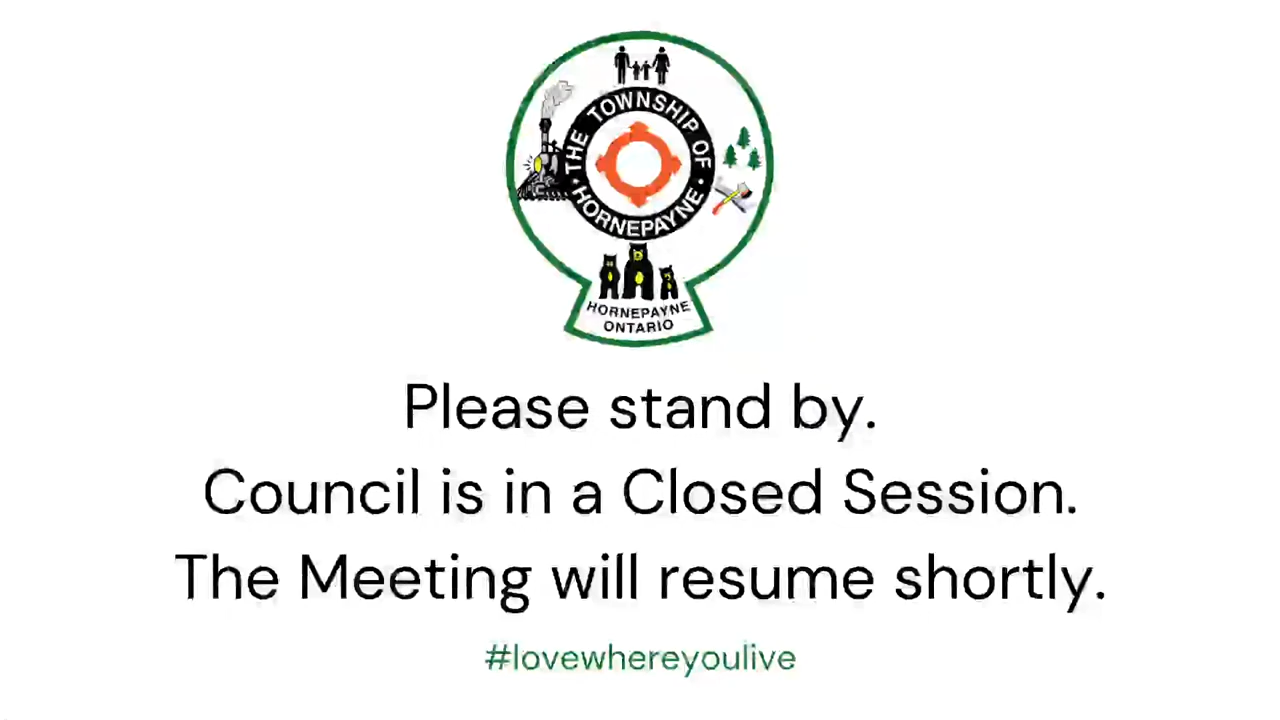 THE TOWNSHIP OF
• HORNEPAYNE •
HORNEPAYNE
ONTARIO
Please stand by.
Council is in a Closed Session.
The Meeting will resume shortly.
#lovewhereyoulive